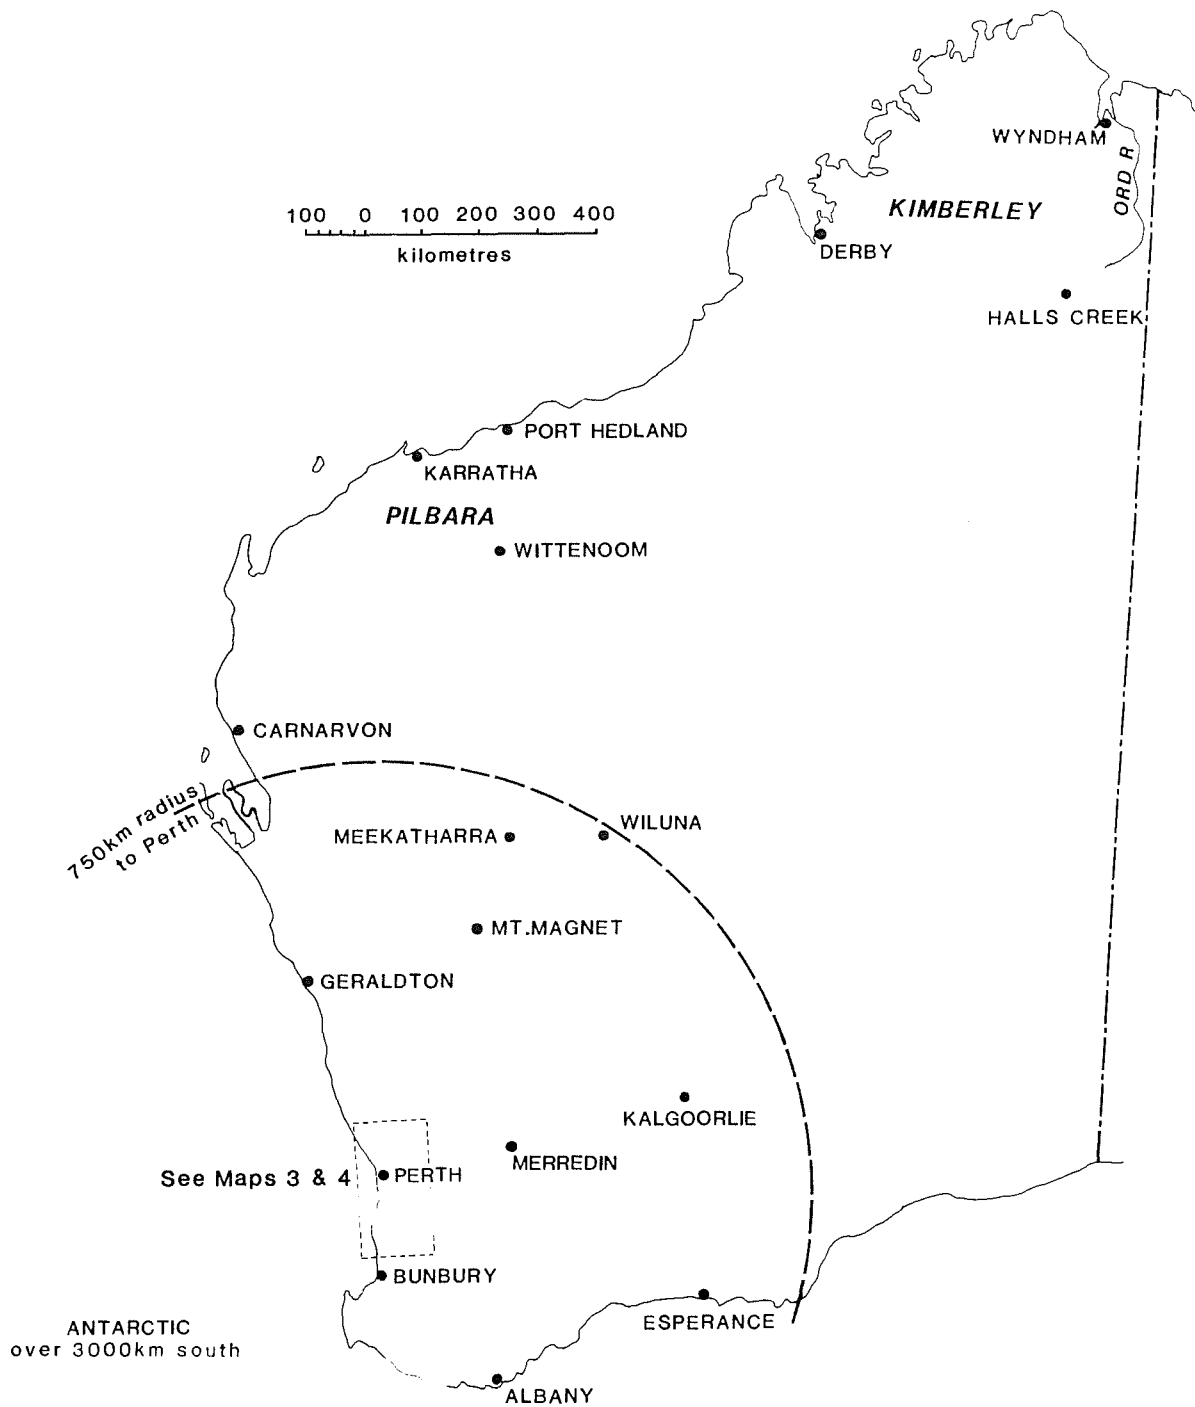 WYNDHAM
ORD R
KIMBERLEY
100 0 100 200 250 400
kilometres
DERBY
HALLS CREEK
PORT HEDLAND
KARRATHA
PILBARA
WITTENOOM
CARNARVON
750km radius
to Perth
WILUNA
MEEKATHARRA
MT.MAGNET
GERALDTON
KALGOORLIE
MERREDIN
See Maps 3 & 4
PERTH
BUNBURY
ESPERANCE
ANTARCTIC
over 3000km south
ALBANY